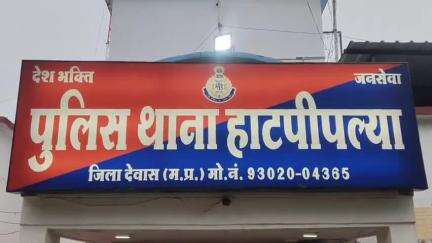 देश भक्ति जनसेवा
पुलिस थाना हाटपीपल्या
जिला देवास (म.प्र.) मो.नं. 93020-04365